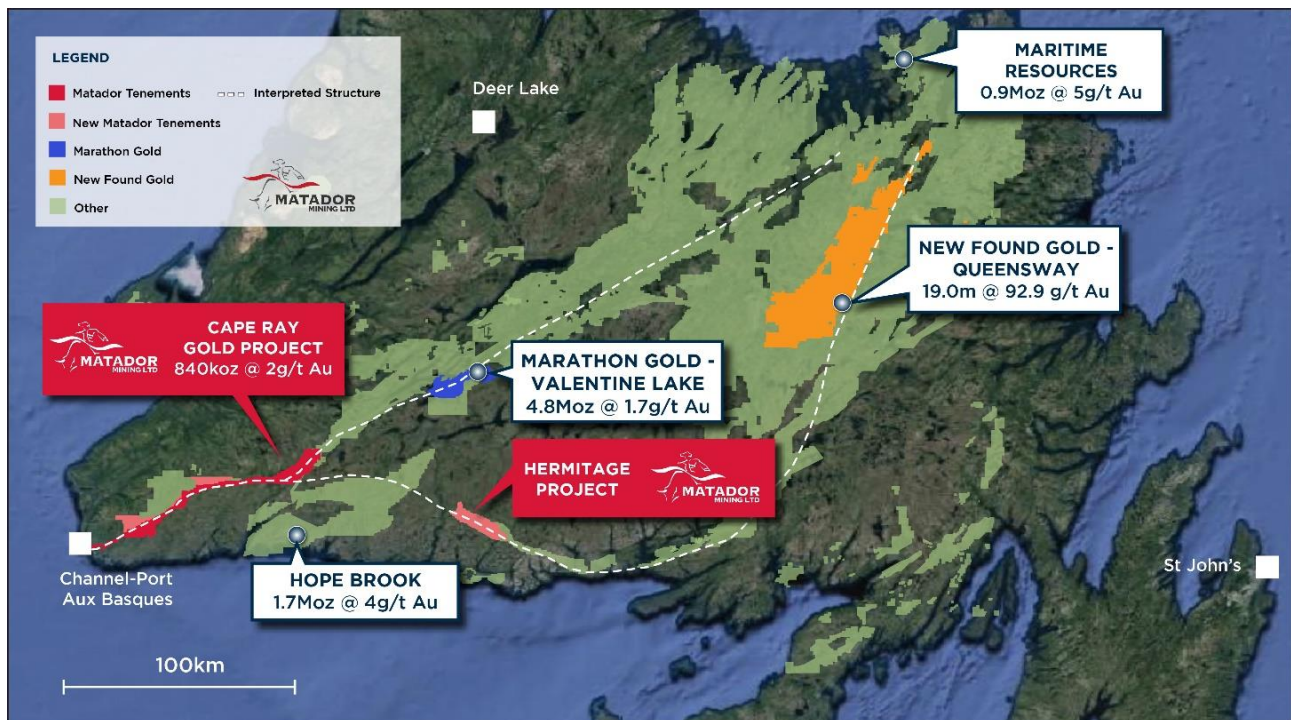 LEGEND
Matador Tenements
Interpreted Structure
New Matador Tenements
Marathon Gold
New Found Gold
Other
MATADOR
MINING LTD
Deer Lake
MARITIME
RESOURCES
0.9Moz @ 5g/t Au
NEW FOUND GOLD -
QUEENSWAY
19.0m @ 92.9 g/t Au
MATADOR
MINING LTD
CAPE RAY
GOLD PROJECT
840koz @ 2g/t Au
MARATHON GOLD -
VALENTINE LAKE
4.8Moz @ 1.7g/t Au
HERMITAGE
PROJECT
MATADOR
MINING LTD
Channel-Port
Aux Basques
HOPE BROOK
1.7Moz @ 4g/t Au
St John's
100km